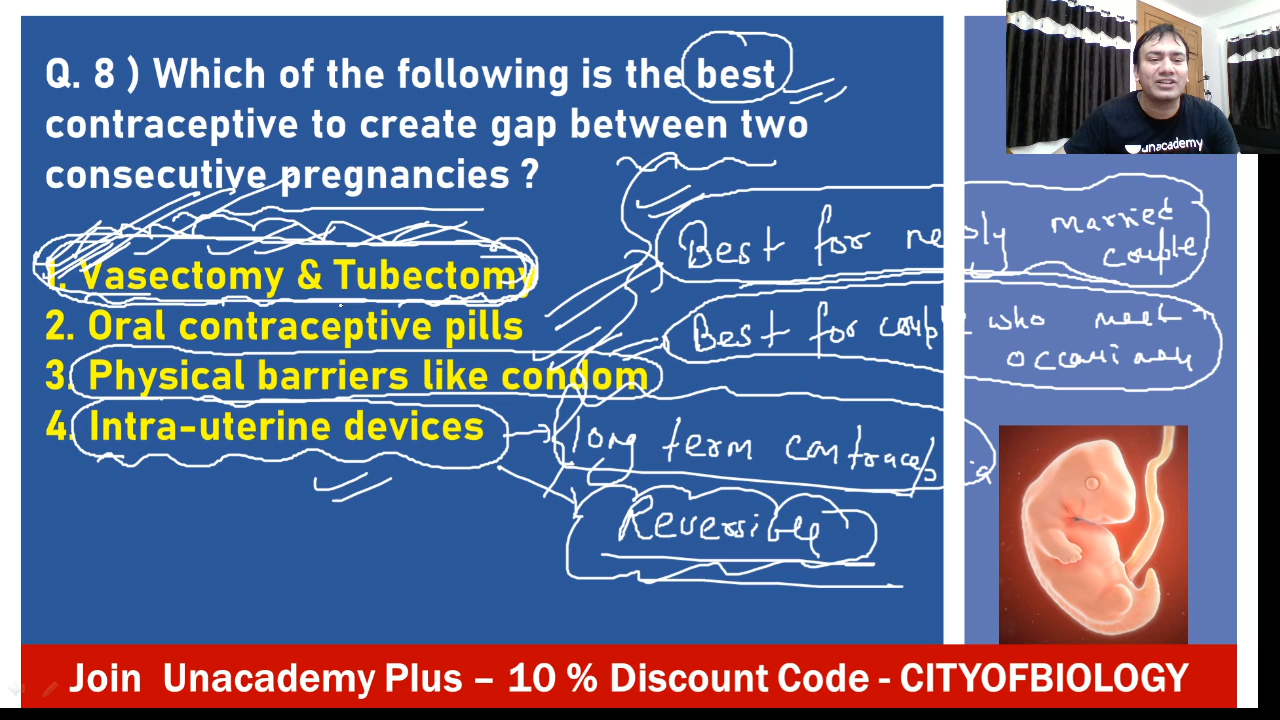 Q. 8 ) Which of the following is the best
contraceptive to create gap between two
consecutive pregnancies ?
1. Vasectomy & Tubectomy
2. Oral contraceptive pills
3. Physical barriers like condom
4. Intra-uterine devices
Best for newly married
couple
Best for couple who meet
long term
Reversible
unacademy
Join Unacademy Plus – 10 % Discount Code - CITYOFBIOLOGY